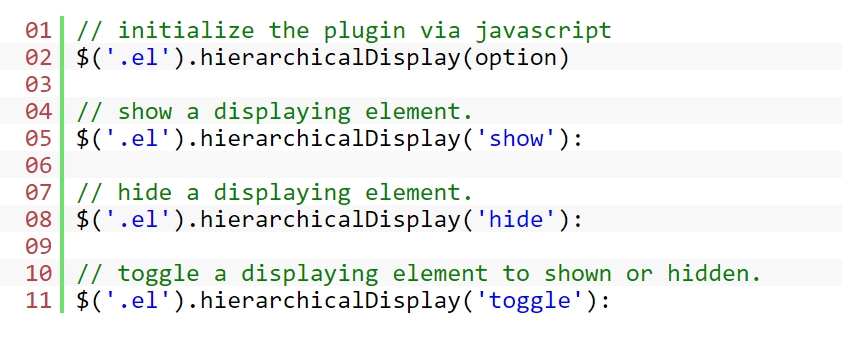 01 // initialize the plugin via javascript
02 $('.el').hierarchicalDisplay(option)
03
04 // show a displaying element.
05 $('.el').hierarchicalDisplay('show'):
06
07 // hide a displaying element.
08 $('.el').hierarchicalDisplay('hide'):
09
10 // toggle a displaying element to shown or hidden.
11 $('.el').hierarchicalDisplay('toggle'):